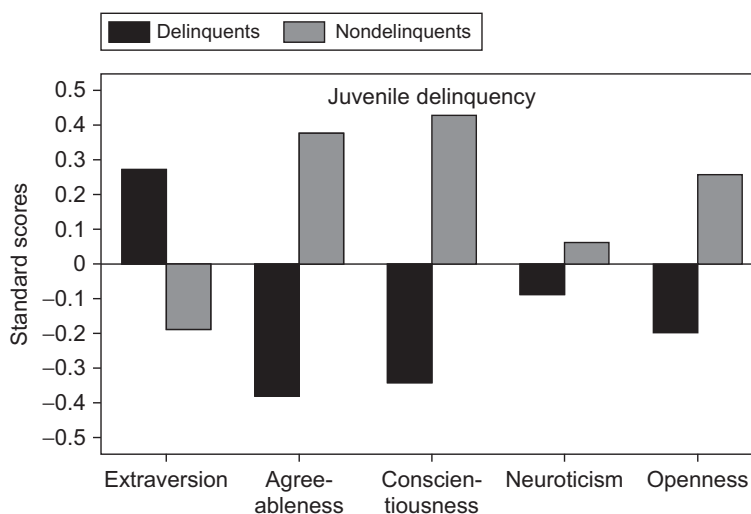 Delinquents Nondelinquents
Juvenile delinquency
Standard scores
0.5
0.4
0.3
0.2
0.1
0
−0.1
−0.2
−0.3
−0.4
−0.5
Extraversion Agree- Conscien- Neuroticism Openness
ableness tiousness